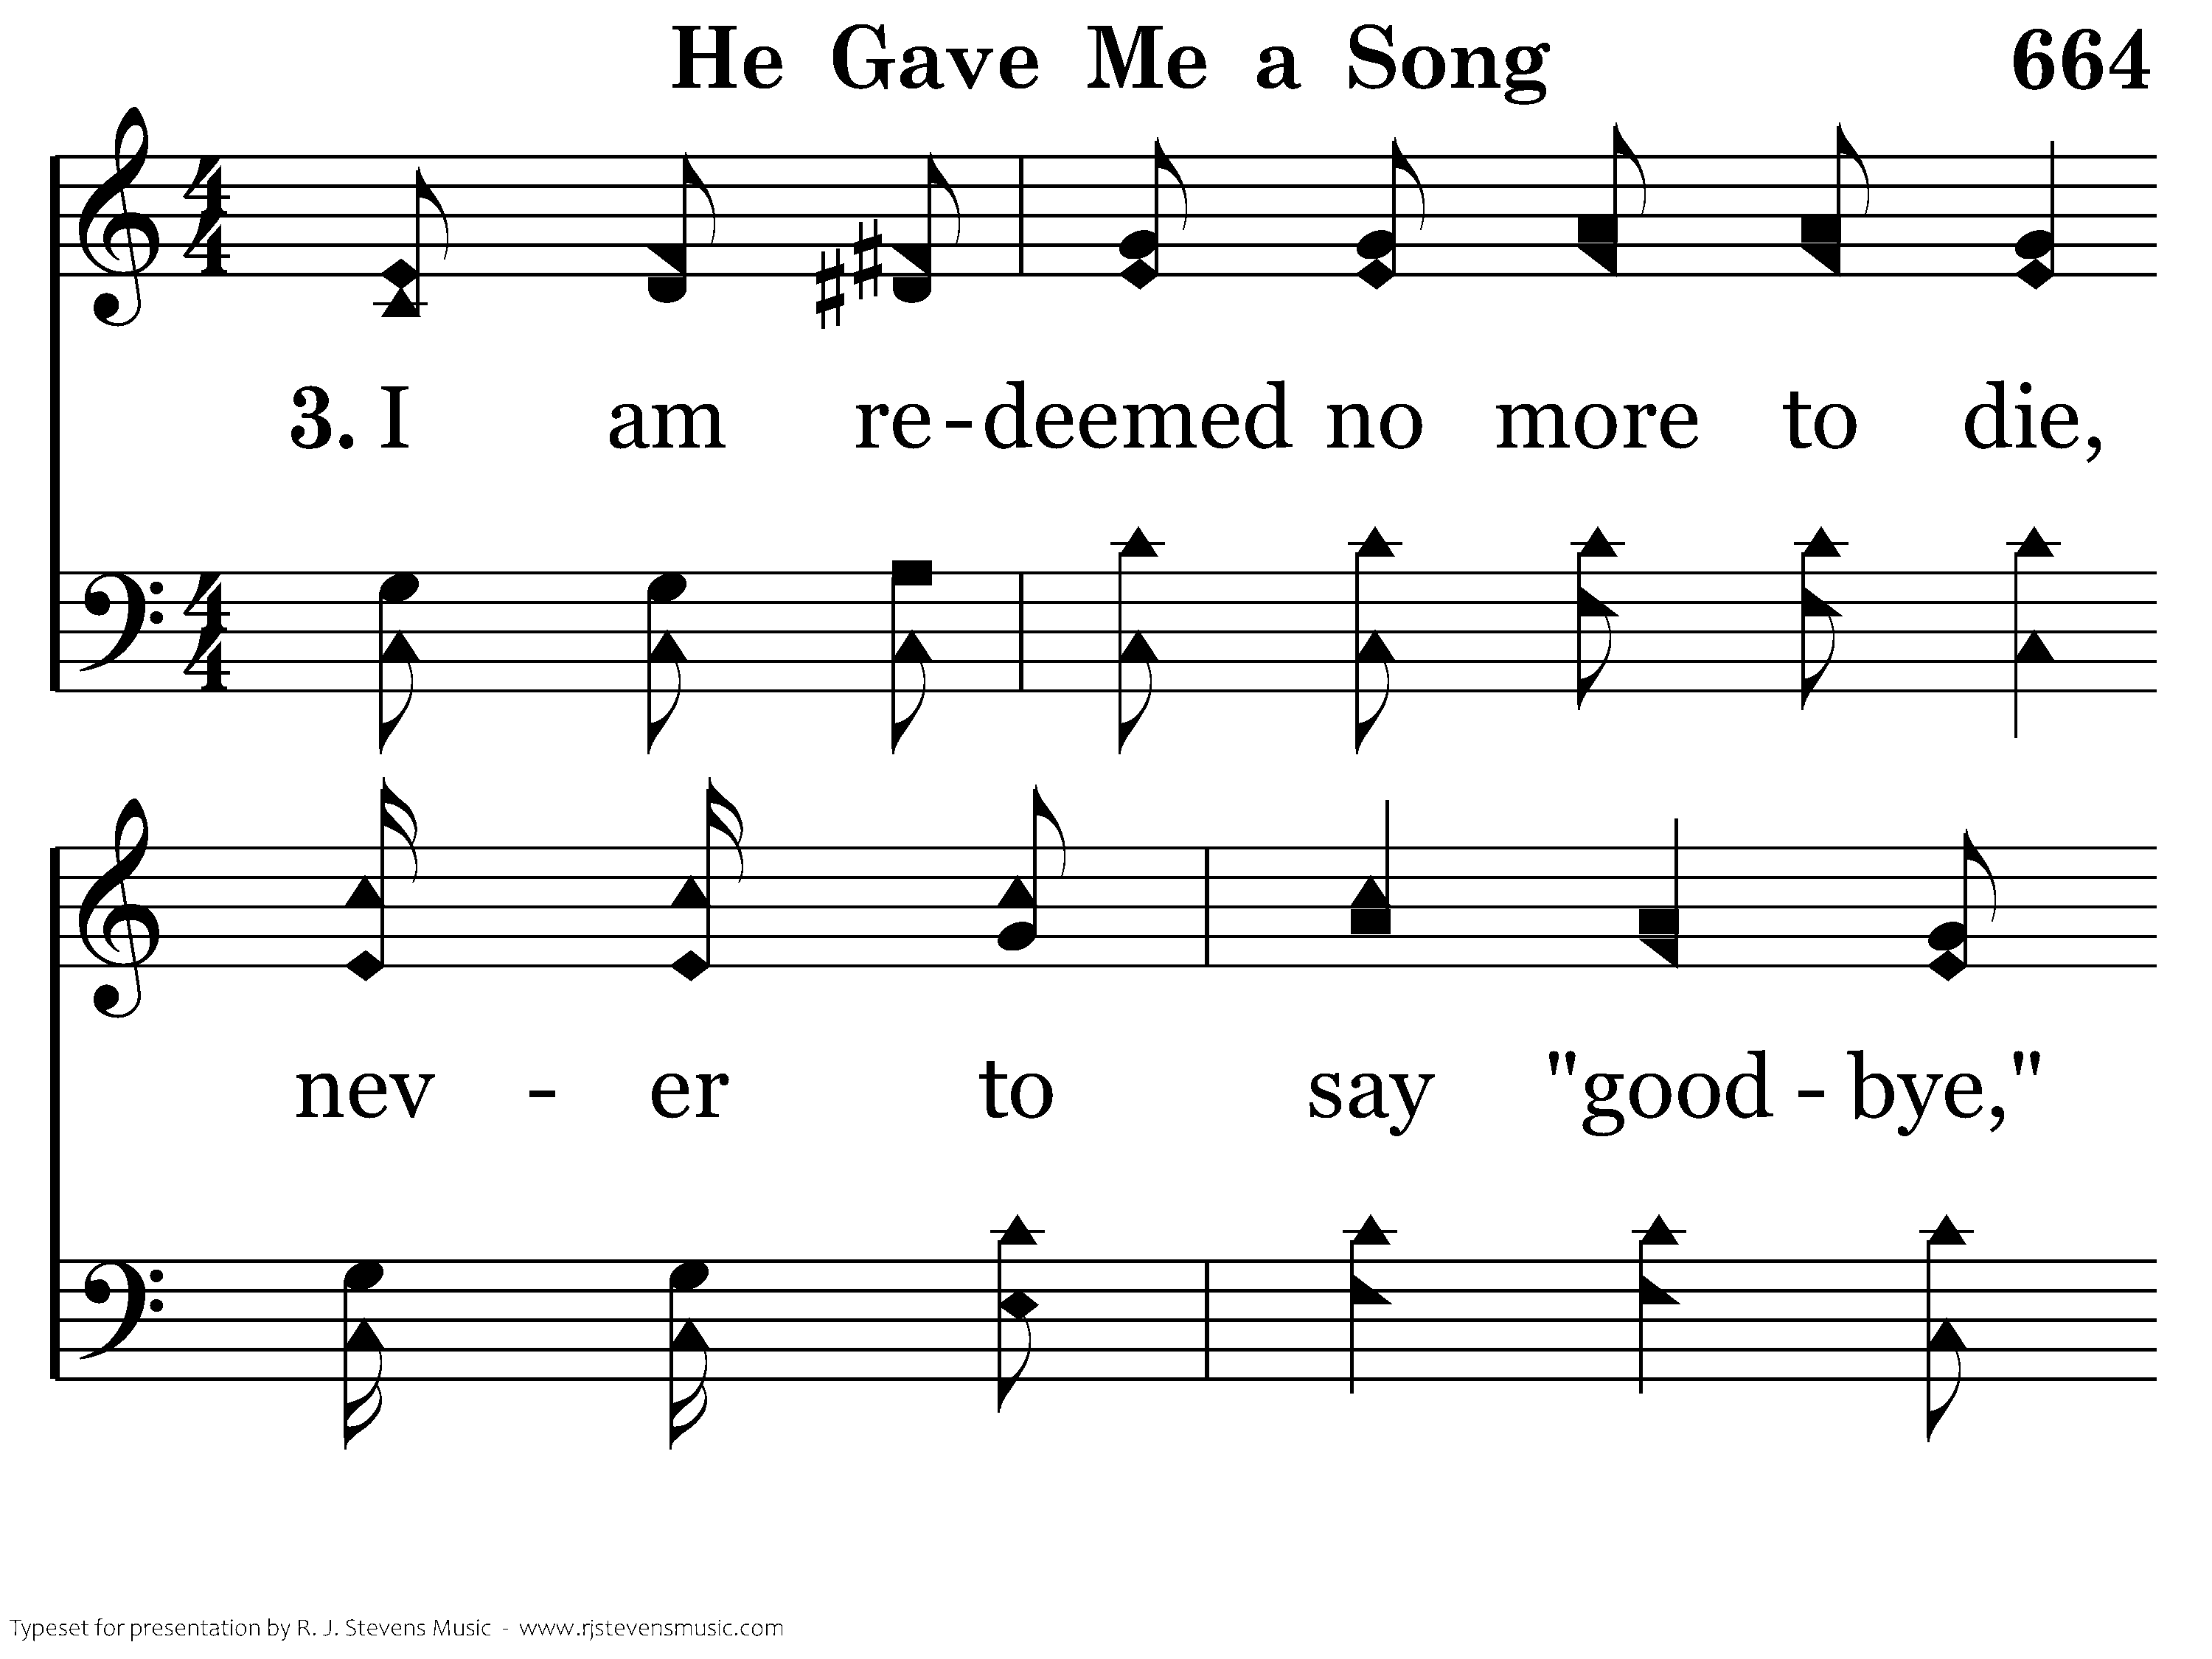 He Gave Me a Song 664
3. I am re-deemed no more to die,
nev - er to say "good - bye,"
Typeset for presentation by R. J. Stevens Music - www.rjstevensmusic.com